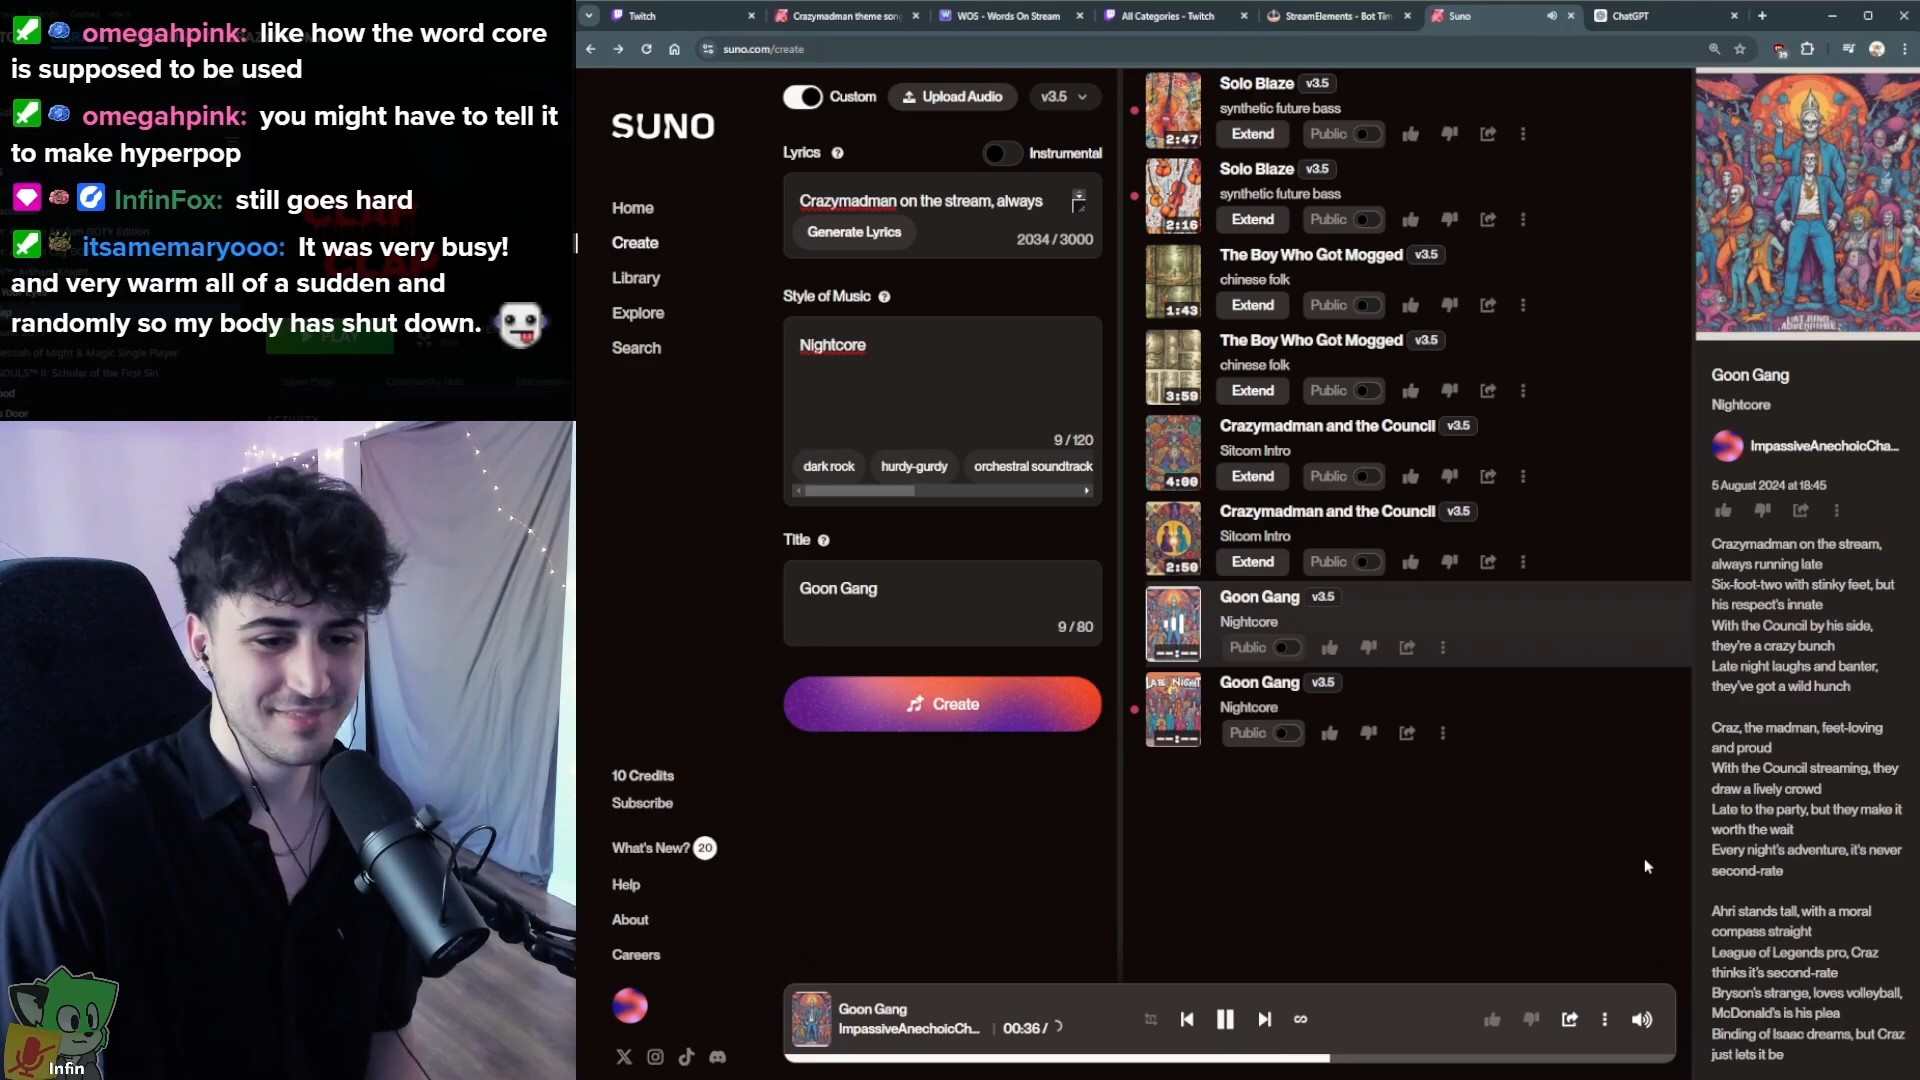 omegahpink: like how the word core
is supposed to be used
omegahpink: you might have to tell it
to make hyperpop
InfinFox: still goes hard
itsamemaryooo: It was very busy!
and very warm all of a sudden and
randomly so my body has shut down.
PLAY
Infin
Twitch
Crazymadman theme son
WOS - Words On Stream
All Categories - Twitch
StreamElements - Bot Tim
Suno
ChatGPT
suno.com/create
39
SUNO
Home
Create
Library
Explore
Search
10 Credits
Subscribe
What's New? 20
Help
About
Careers
Custom
Upload Audio
v3.5
Lyrics
Instrumental
Crazymadman on the stream, always
Generate Lyrics
2034 / 3000
Style of Music
Nightcore
9 / 120
dark rock
hurdy-gurdy
orchestral soundtrack
Title
Goon Gang
9 / 80
Create
Solo Blaze v3.5
synthetic future bass
2:47
Extend
Public
Solo Blaze v3.5
synthetic future bass
2:16
Extend
Public
The Boy Who Got Mogged v3.5
chinese folk
1:43
Extend
Public
The Boy Who Got Mogged v3.5
chinese folk
3:59
Extend
Public
Crazymadman and the Council v3.5
Sitcom Intro
4:00
Extend
Public
Crazymadman and the Council v3.5
Sitcom Intro
2:50
Extend
Public
Goon Gang v3.5
Nightcore
--:--
Public
Goon Gang v3.5
LATE NIGHT
Nightcore
--:--
Public
Goon Gang
ImpassiveAnechoicCh...
00:36 /
Goon Gang
Nightcore
ImpassiveAnechoicCha...
5 August 2024 at 18:45
Crazymadman on the stream,
always running late
Six-foot-two with stinky feet, but
his respect's innate
With the Council by his side,
they're a crazy bunch
Late night laughs and banter,
they've got a wild hunch
Craz, the madman, feet-loving
and proud
With the Council streaming, they
draw a lively crowd
Late to the party, but they make it
worth the wait
Every night's adventure, it's never
second-rate
Ahri stands tall, with a moral
compass straight
League of Legends pro, Craz
thinks it's second-rate
Bryson's strange, loves volleyball,
McDonald's is his plea
Binding of Isaac dreams, but Craz
just lets it be